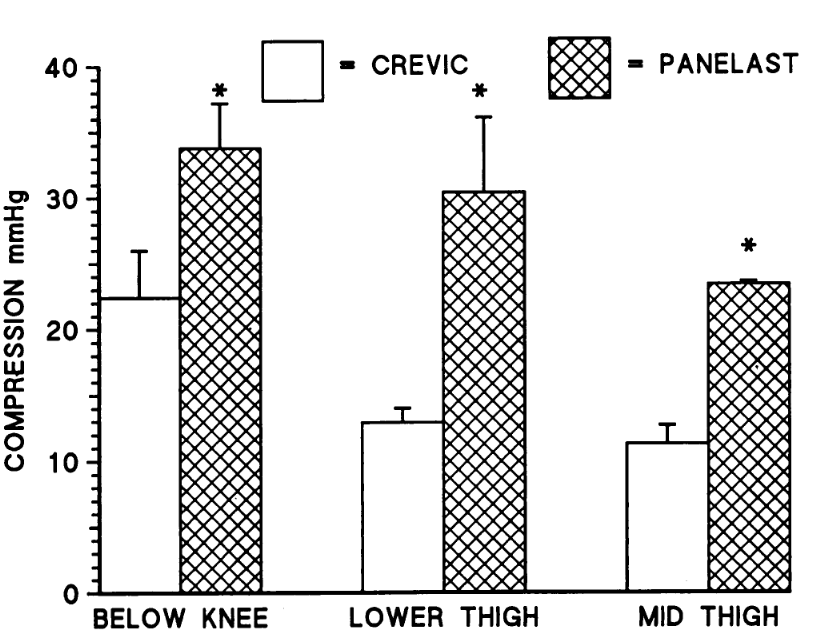 = CREVIC
= PANELAST
40
30
20
10
0
COMPRESSION mmHg
*
*
*
BELOW KNEE
LOWER THIGH
MID THIGH